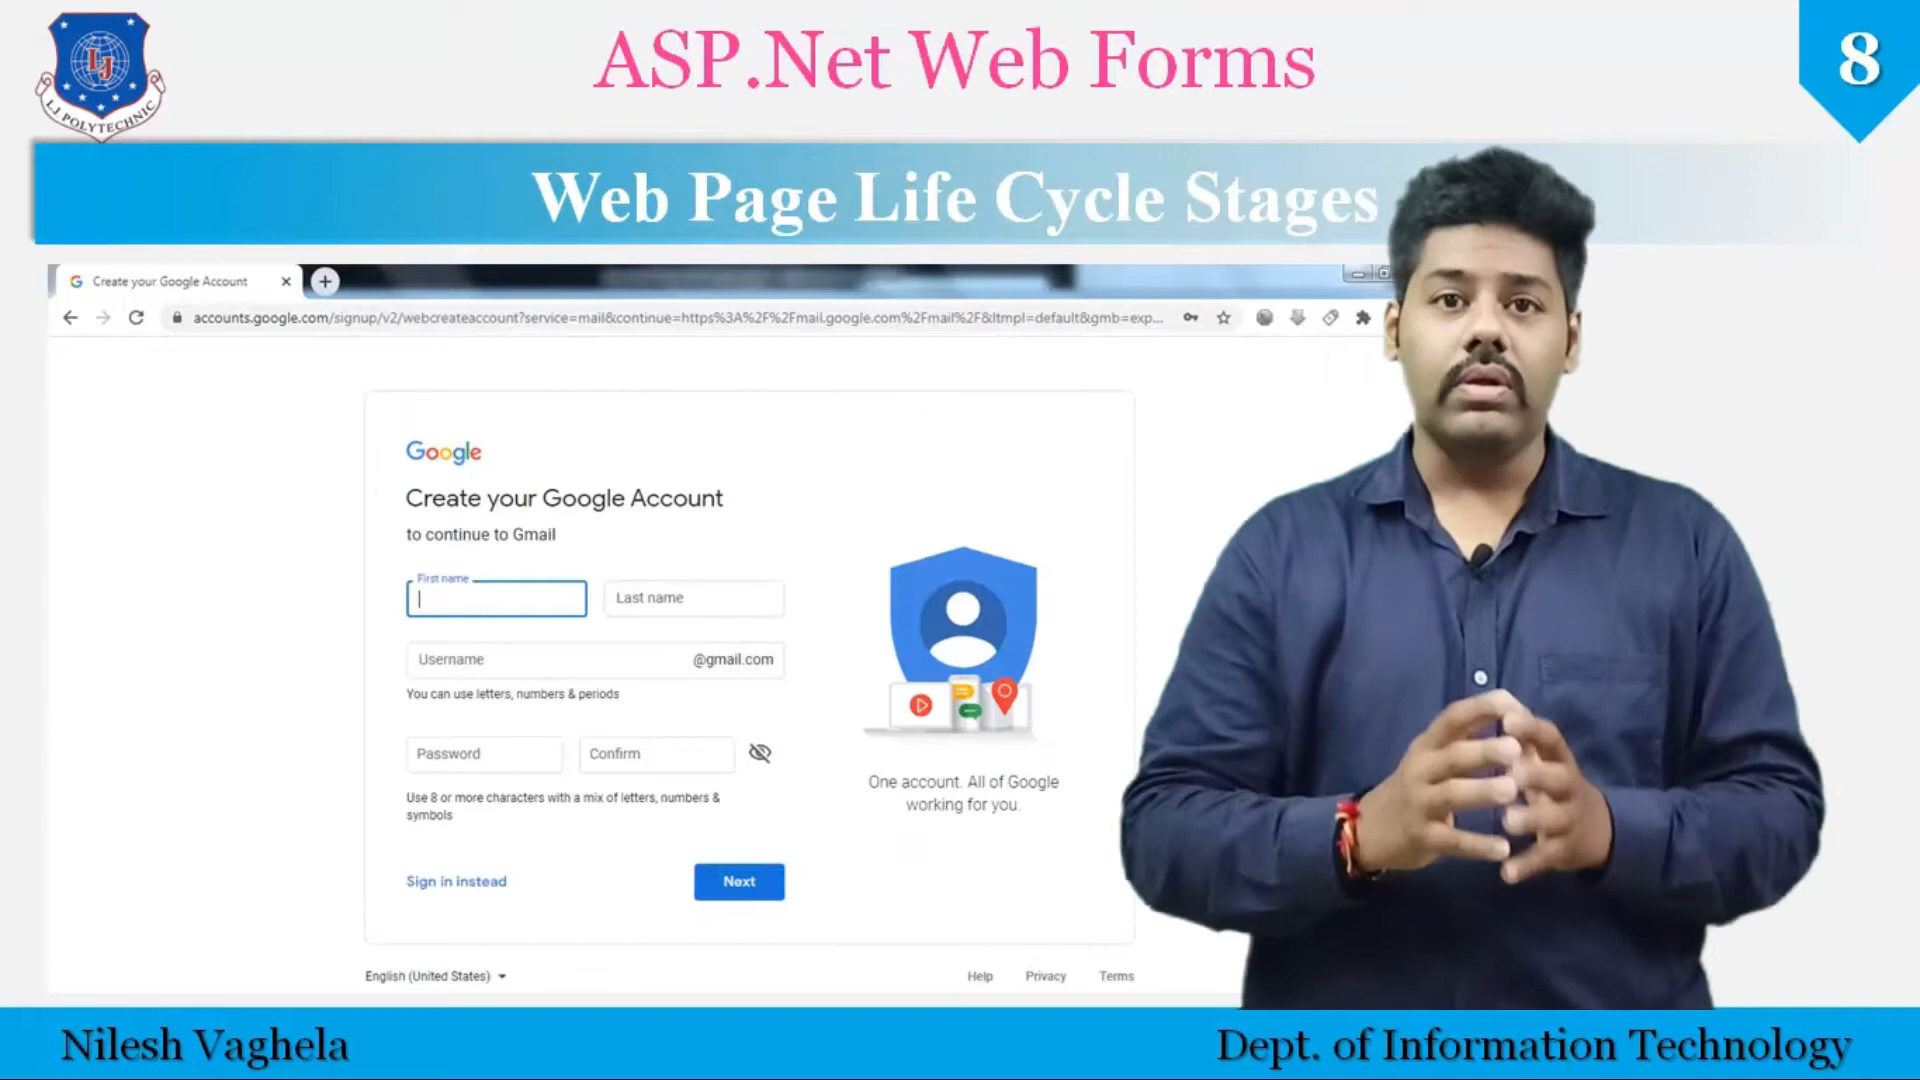 LJ
LJ POLYTECHNIC
ASP.Net Web Forms
8
Web Page Life Cycle Stages
Create your Google Account
accounts.google.com/signup/v2/webcreateaccount?service=mail&continue=https%3A%2F%2Fmail.google.com%2Fmail%2F&ltmpl=default&gmb=exp...
Google
Create your Google Account
to continue to Gmail
First name
Last name
Username @gmail.com
You can use letters, numbers & periods
Password
Confirm
Use 8 or more characters with a mix of letters, numbers &
symbols
One account. All of Google
working for you.
Sign in instead
Next
English (United States)
Help Privacy Terms
Nilesh Vaghela
Dept. of Information Technology